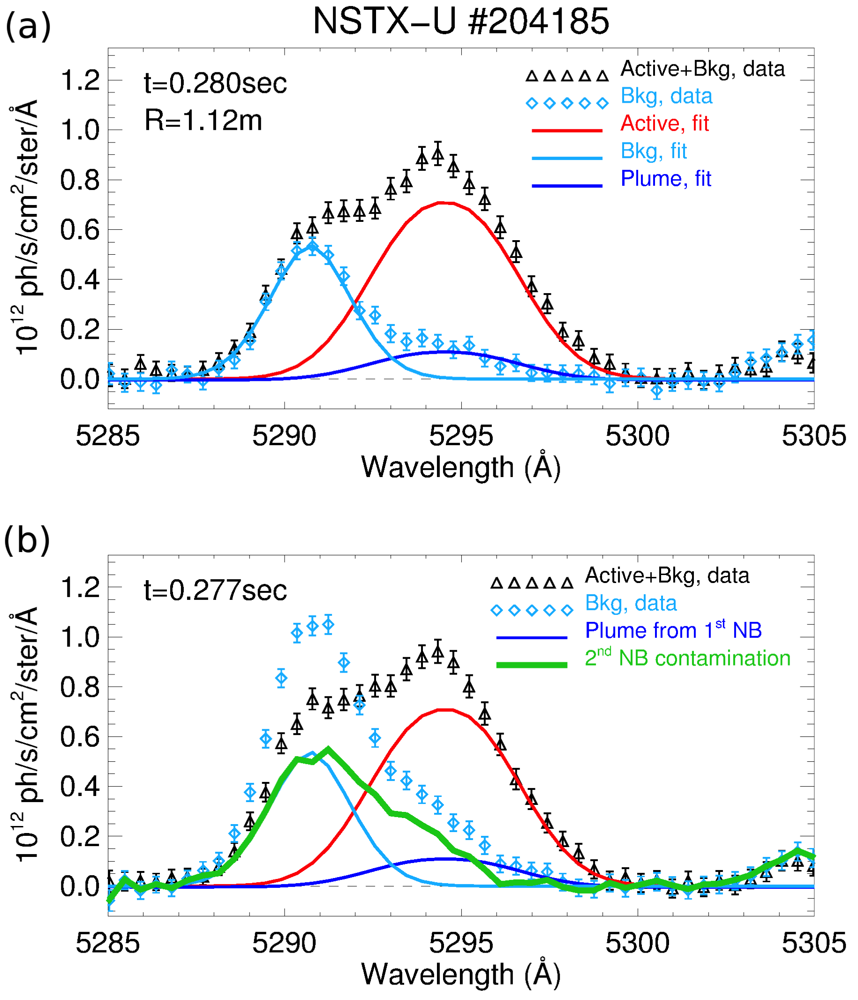 (a)
NSTX−U #204185
t=0.280sec
R=1.12m
Active+Bkg, data
Bkg, data
Active, fit
Bkg, fit
Plume, fit
10¹² ph/s/cm²/ster/Å
1.2
1.0
0.8
0.6
0.4
0.2
0.0
5285 5290 5295 5300 5305
Wavelength (Å)
(b)
t=0.277sec
Active+Bkg, data
Bkg, data
Plume from 1ˢᵗ NB
2ⁿᵈ NB contamination
10¹² ph/s/cm²/ster/Å
1.2
1.0
0.8
0.6
0.4
0.2
0.0
5285 5290 5295 5300 5305
Wavelength (Å)